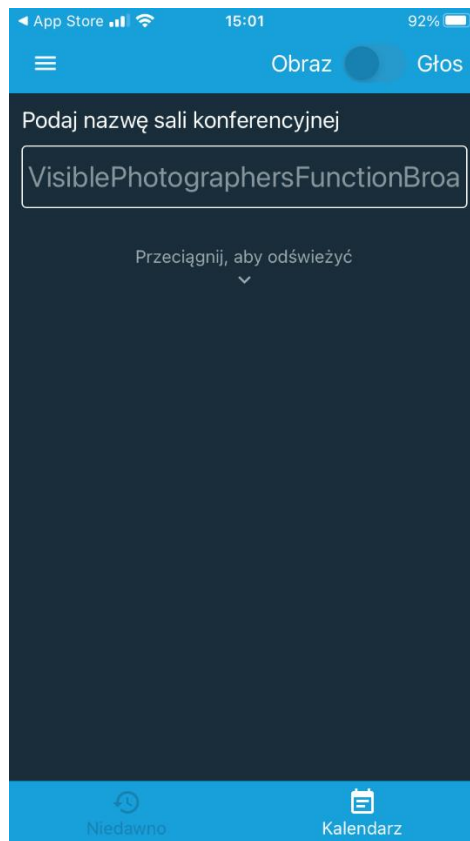 App Store 15:01 92%
Obraz Głos
Podaj nazwę sali konferencyjnej
VisiblePhotographersFunctionBroa
Przeciągnij, aby odświeżyć
Niedawno Kalendarz